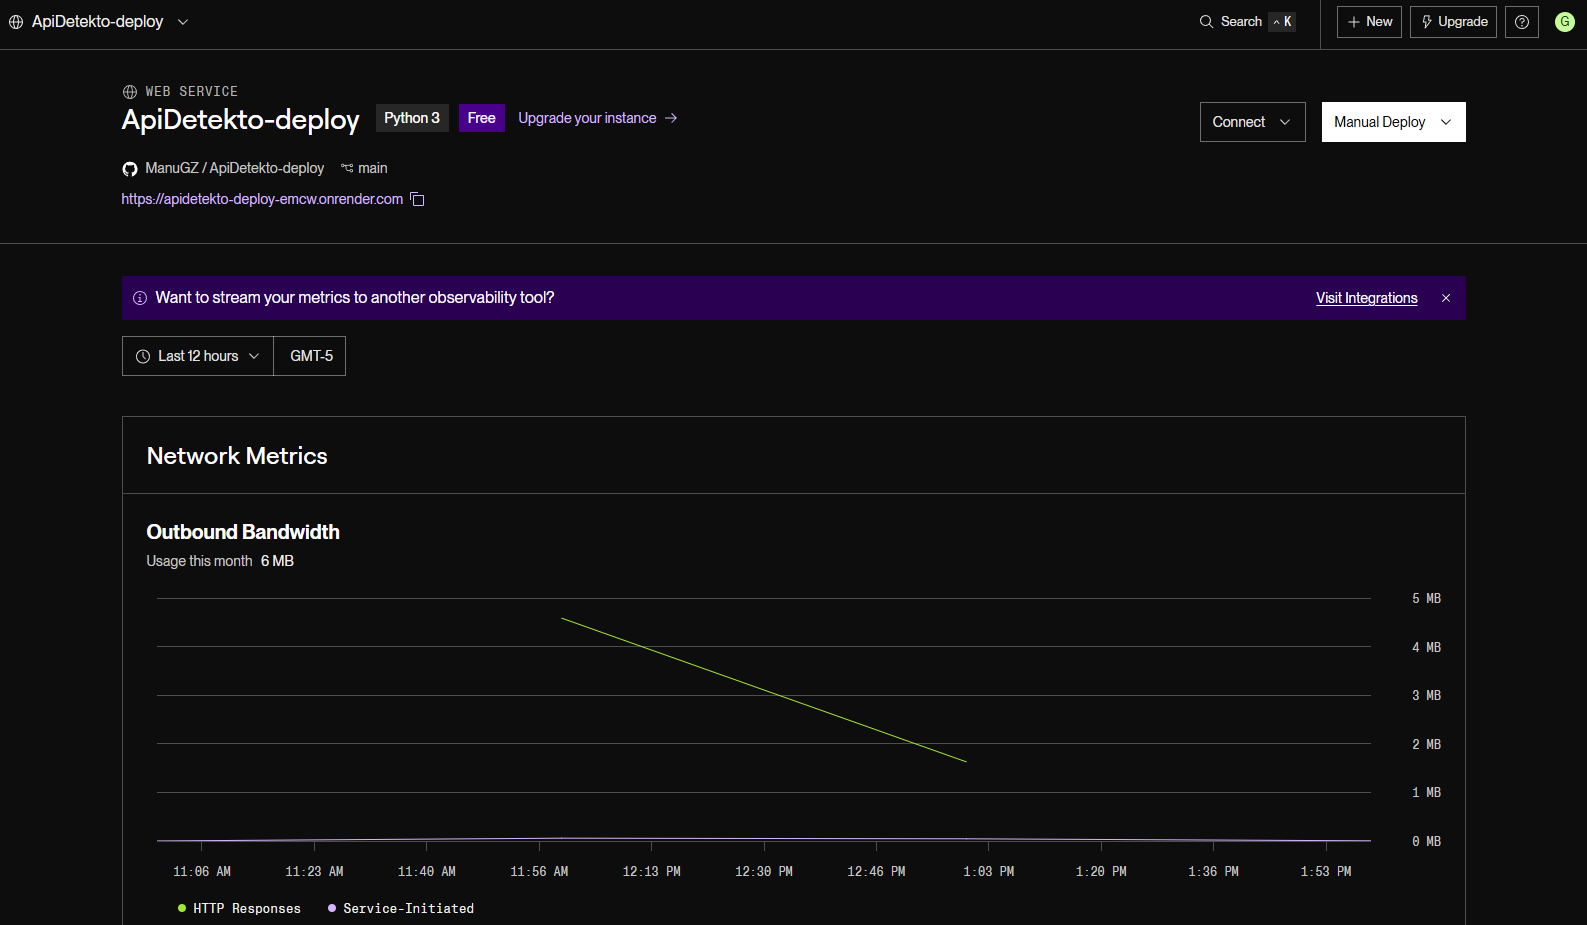 ApiDetekto-deploy
Search ^ K
New
Upgrade
G
WEB SERVICE
ApiDetekto-deploy
Python 3
Free
Upgrade your instance →
Connect
Manual Deploy
ManuGZ / ApiDetekto-deploy main
https://apidetekto-deploy-emcw.onrender.com
Want to stream your metrics to another observability tool?
Visit Integrations
Last 12 hours
GMT-5
Network Metrics
Outbound Bandwidth
Usage this month 6 MB
5 MB
4 MB
3 MB
2 MB
1 MB
0 MB
11:06 AM 11:23 AM 11:40 AM 11:56 AM 12:13 PM 12:30 PM 12:46 PM 1:03 PM 1:20 PM 1:36 PM 1:53 PM
HTTP Responses
Service-Initiated